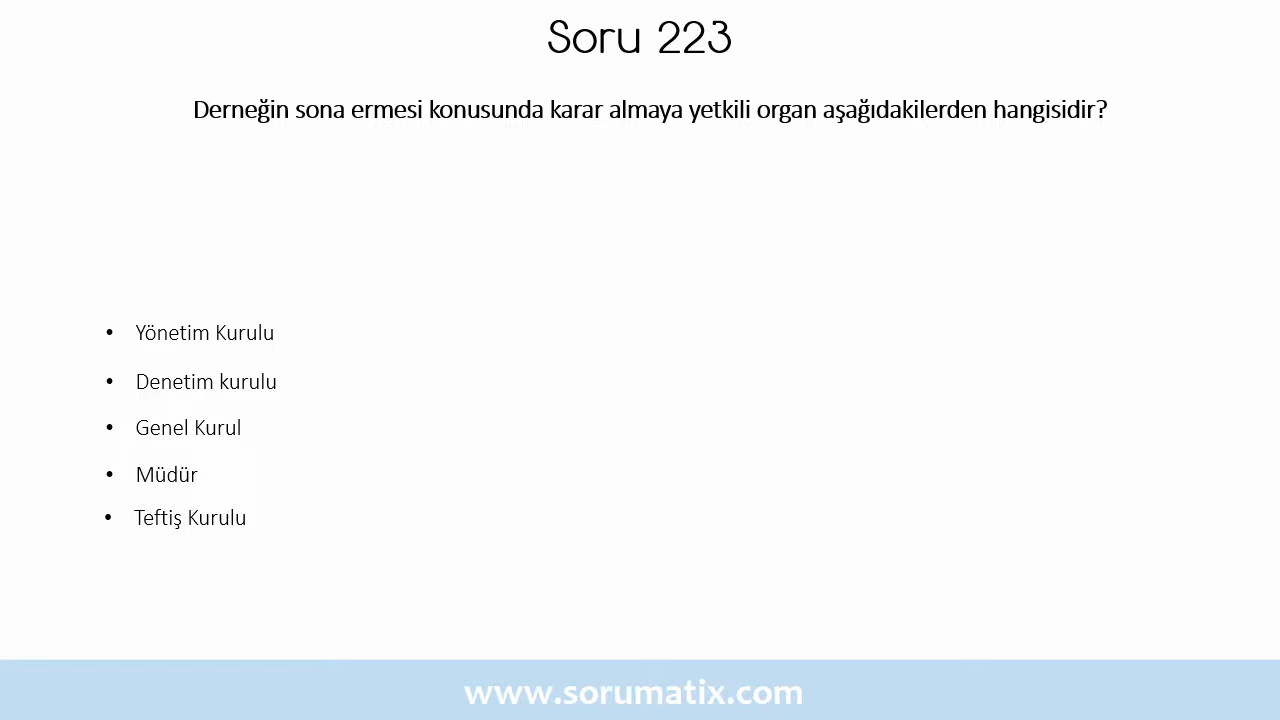 Soru 223
Derneğin sona ermesi konusunda karar almaya yetkili organ aşağıdakilerden hangisidir?
• Yönetim Kurulu
• Denetim kurulu
• Genel Kurul
• Müdür
• Teftiş Kurulu
www.sorumatix.com